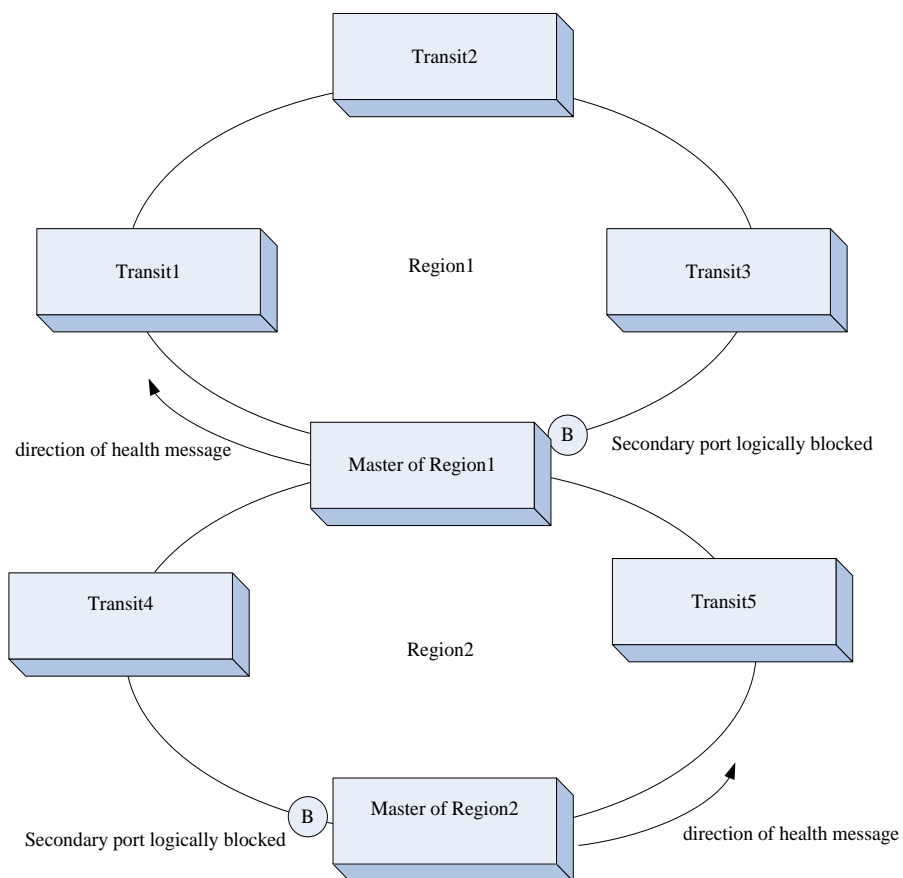 Transit2
Transit1
Region1
Transit3
B
direction of health message
Master of Region1
Secondary port logically blocked
Transit4
Transit5
Region2
B
Master of Region2
Secondary port logically blocked
direction of health message